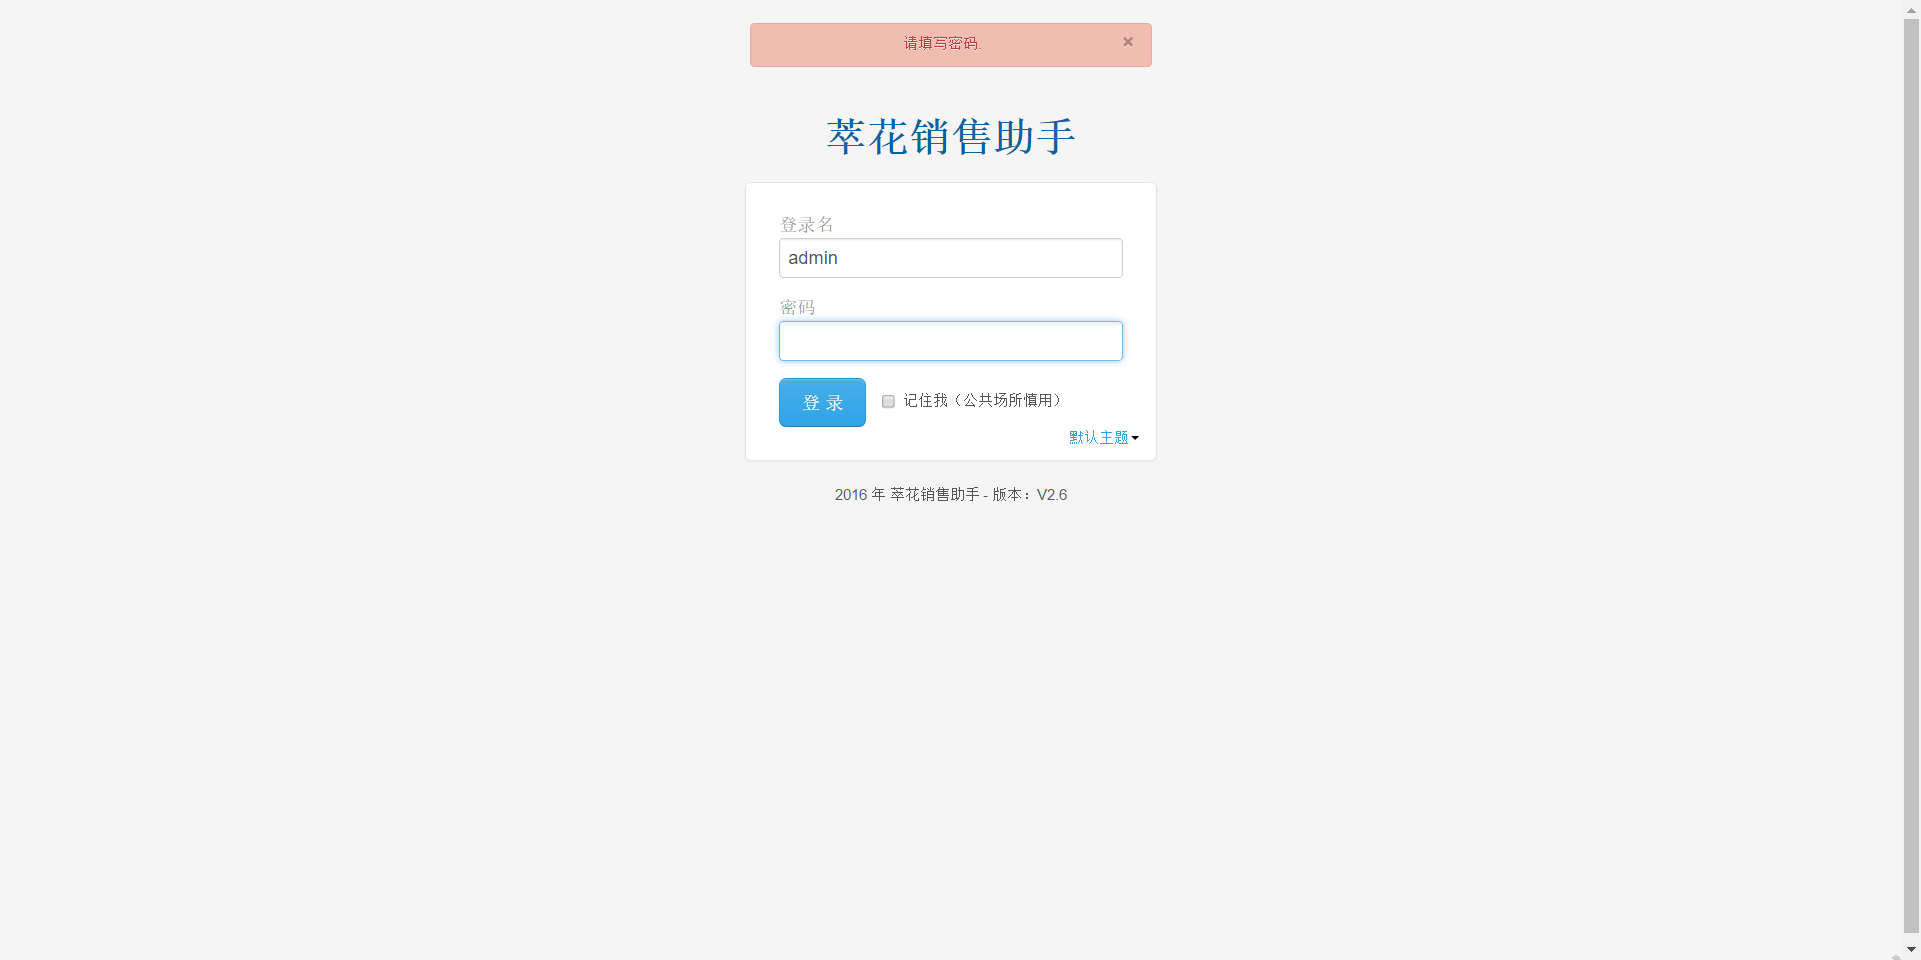 请填写密码.
×
萃花销售助手
登录名
admin
密码
登 录 记住我（公共场所慎用）
默认主题
2016 年 萃花销售助手 - 版本：V2.6